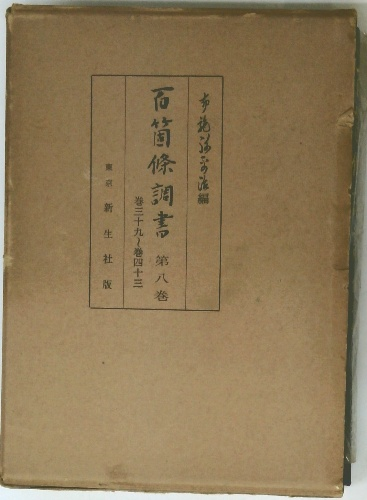 布施彌平治編
百箇條調書 第八巻
巻三十九～巻四十三
東京 新生社版